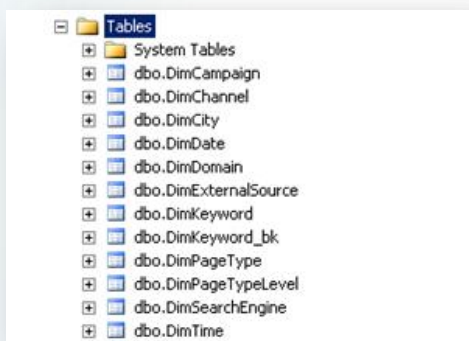 Tables
System Tables
dbo.DimCampaign
dbo.DimChannel
dbo.DimCity
dbo.DimDate
dbo.DimDomain
dbo.DimExternalSource
dbo.DimKeyword
dbo.DimKeyword_bk
dbo.DimPageType
dbo.DimPageTypeLevel
dbo.DimSearchEngine
dbo.DimTime